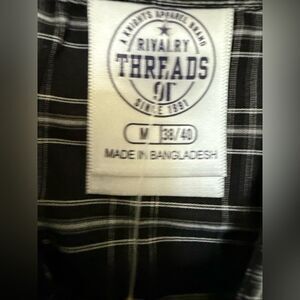 A KNIGHTS APPAREL BRAND
RIVALRY
THREADS
91
SINCE 1991
M 38/40
MADE IN BANGLADESH